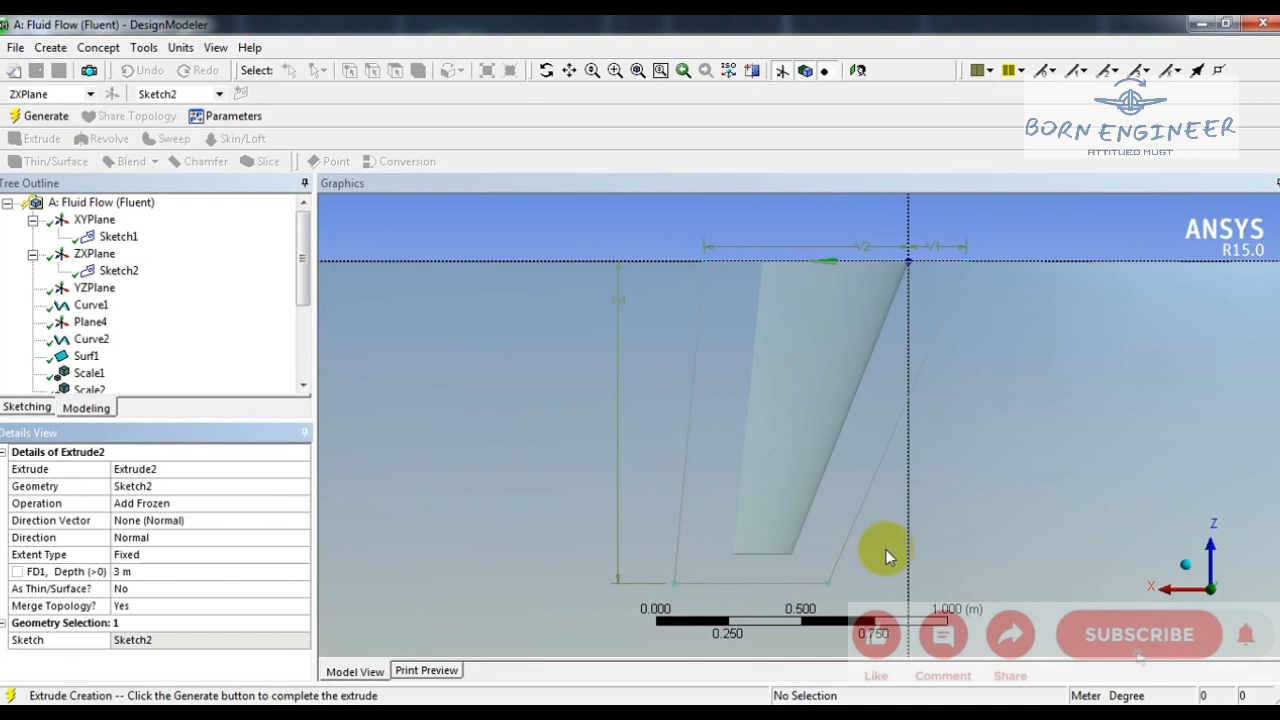 A: Fluid Flow (Fluent) - DesignModeler
File Create Concept Tools Units View Help
Undo Redo Select:
ZXPlane Sketch2
Generate Share Topology Parameters
Extrude Revolve Sweep Skin/Loft
Thin/Surface Blend Chamfer Slice Point Conversion
BORN ENGINEER
ATTITUED MUST
Tree Outline
A: Fluid Flow (Fluent)
XYPlane
Sketch1
ZXPlane
Sketch2
YZPlane
Curve1
Plane4
Curve2
Surf1
Scale1
Scale2
Sketching Modeling
Details View
Details of Extrude2
Extrude Extrude2
Geometry Sketch2
Operation Add Frozen
Direction Vector None (Normal)
Direction Normal
Extent Type Fixed
FD1, Depth (>0) 3 m
As Thin/Surface? No
Merge Topology? Yes
Geometry Selection: 1
Sketch Sketch2
Graphics
ANSYS
R15.0
V2 V1
Z
X
0.000 0.500 1.000 (m)
0.250 0.750
SUBSCRIBE
Like Comment Share
Model View Print Preview
Extrude Creation -- Click the Generate button to complete the extrude No Selection Meter Degree 0 0